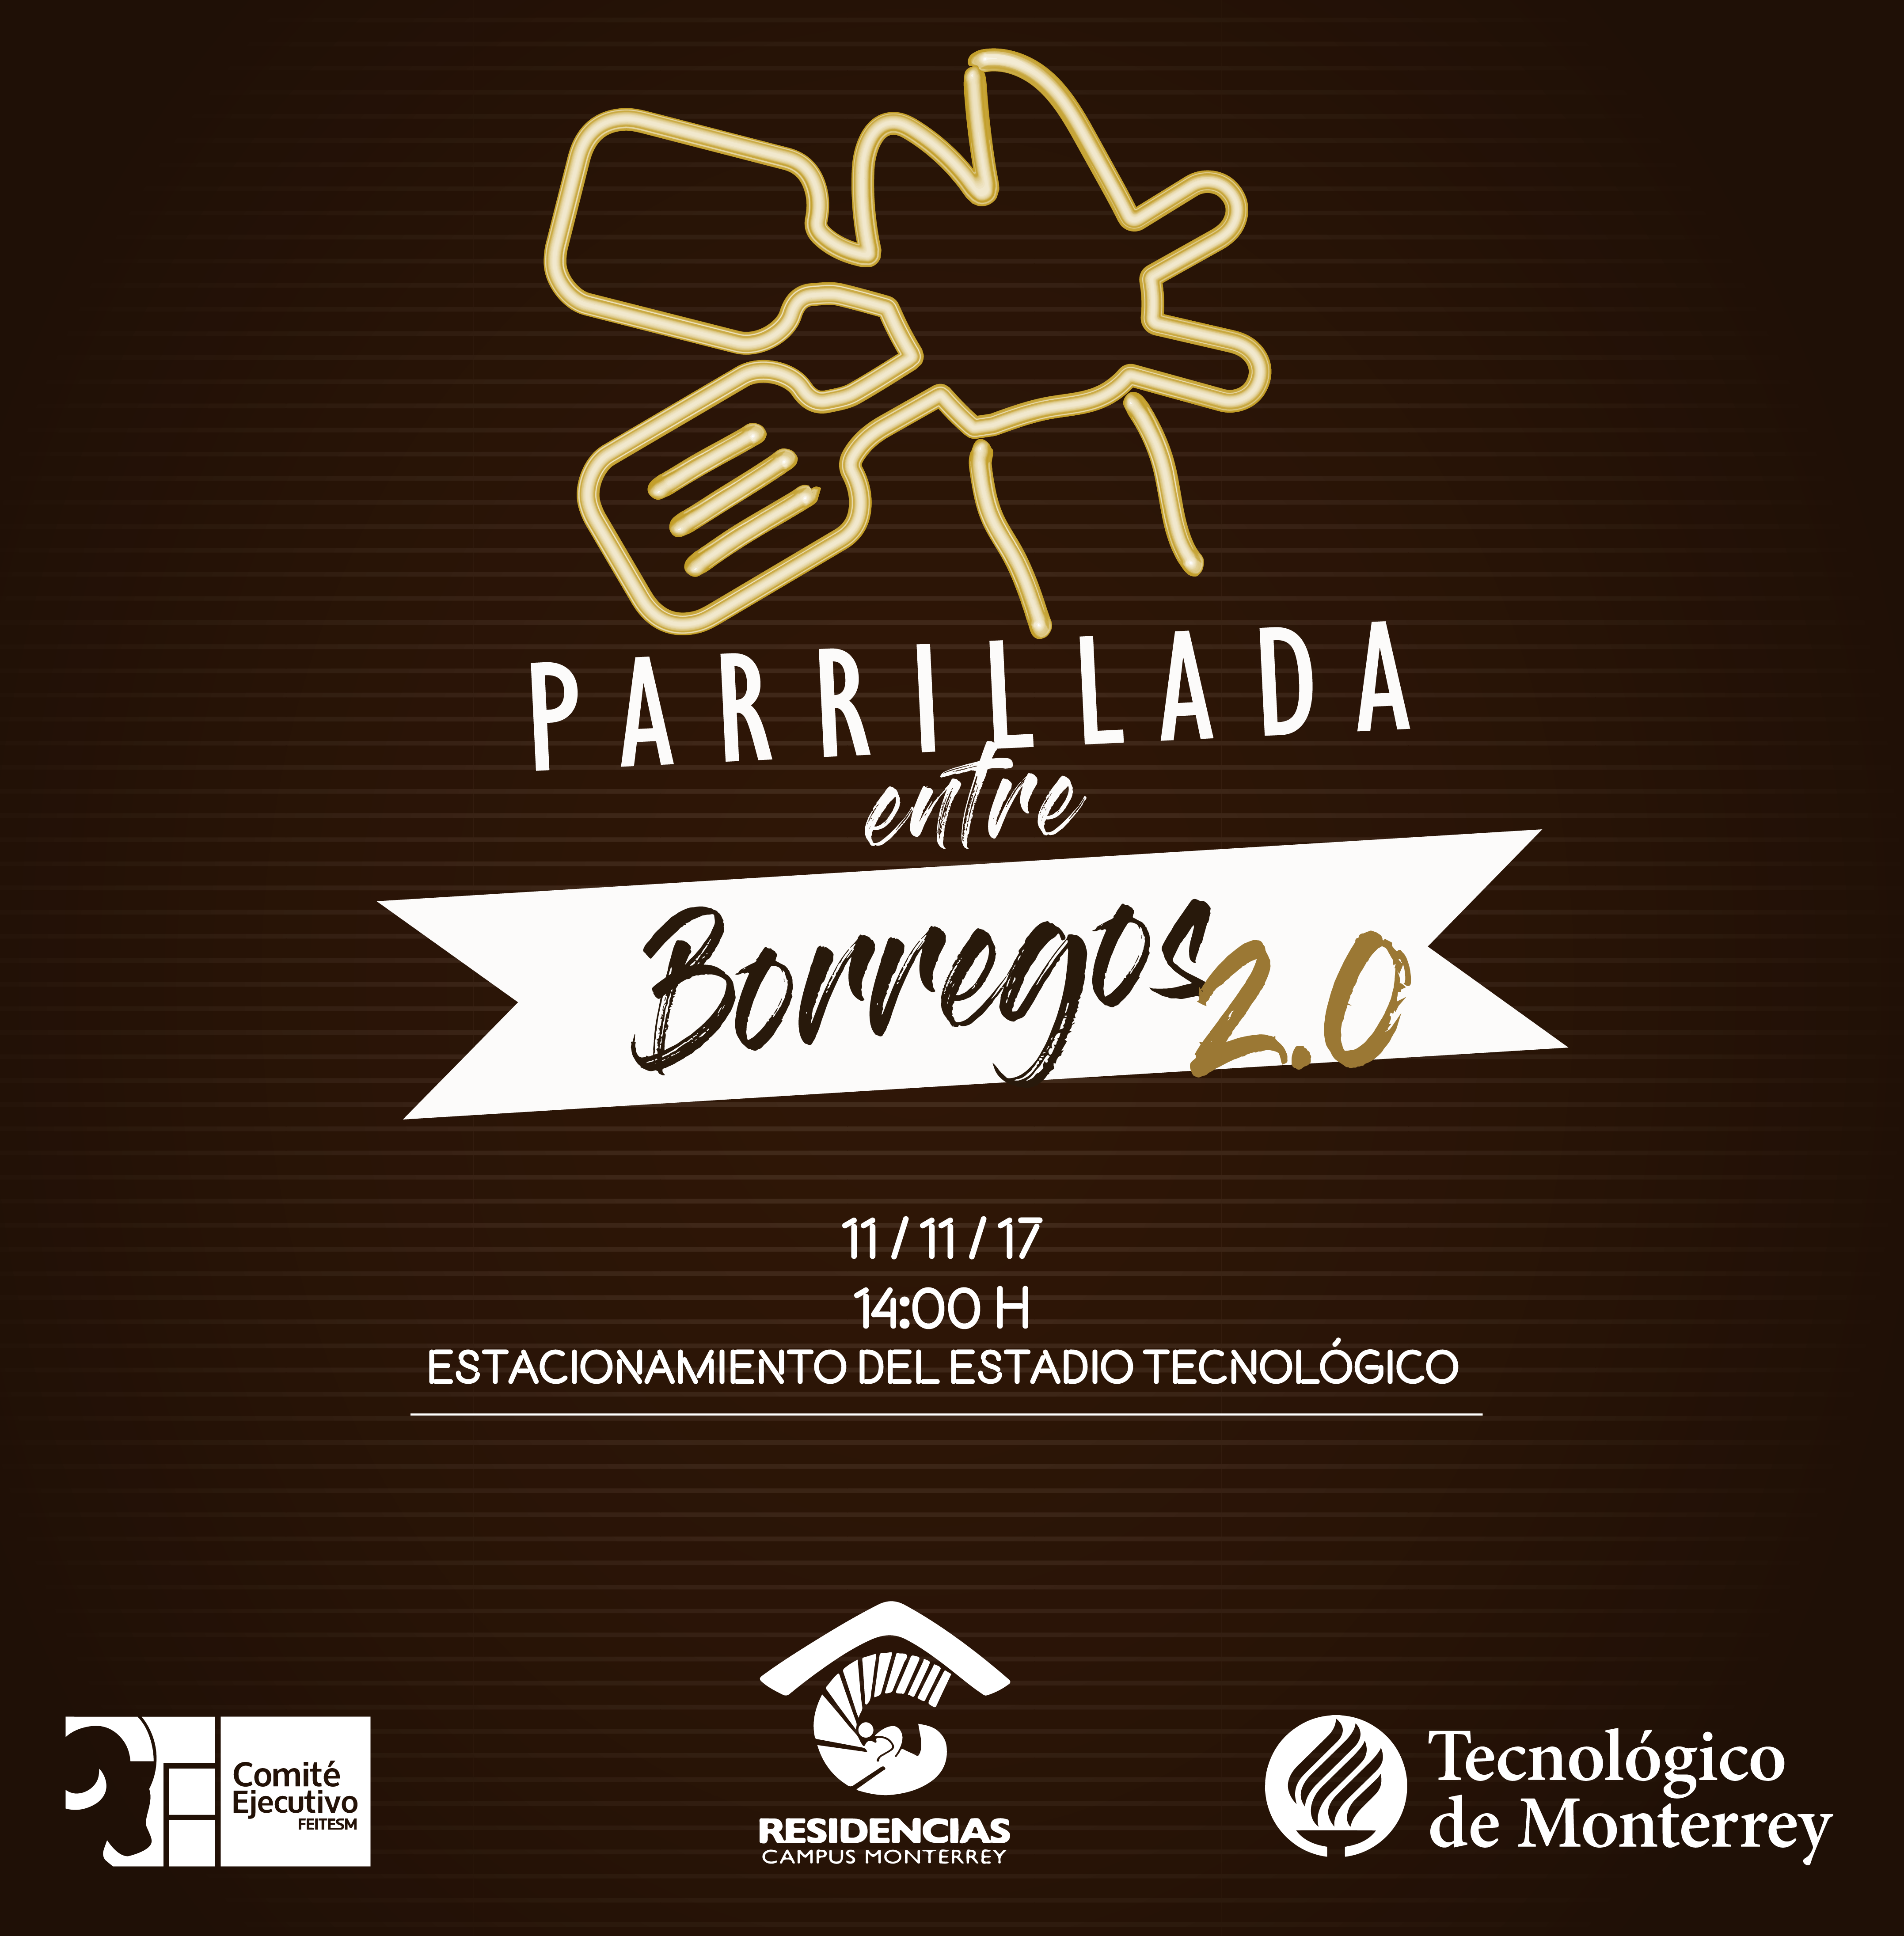 PARRILLADA
entre
Borregos 2.0
11 / 11 / 17
14:00 H
ESTACIONAMIENTO DEL ESTADIO TECNOLÓGICO
Comité
Ejecutivo
FEITESM
RESIDENCIAS
CAMPUS MONTERREY
Tecnológico
de Monterrey